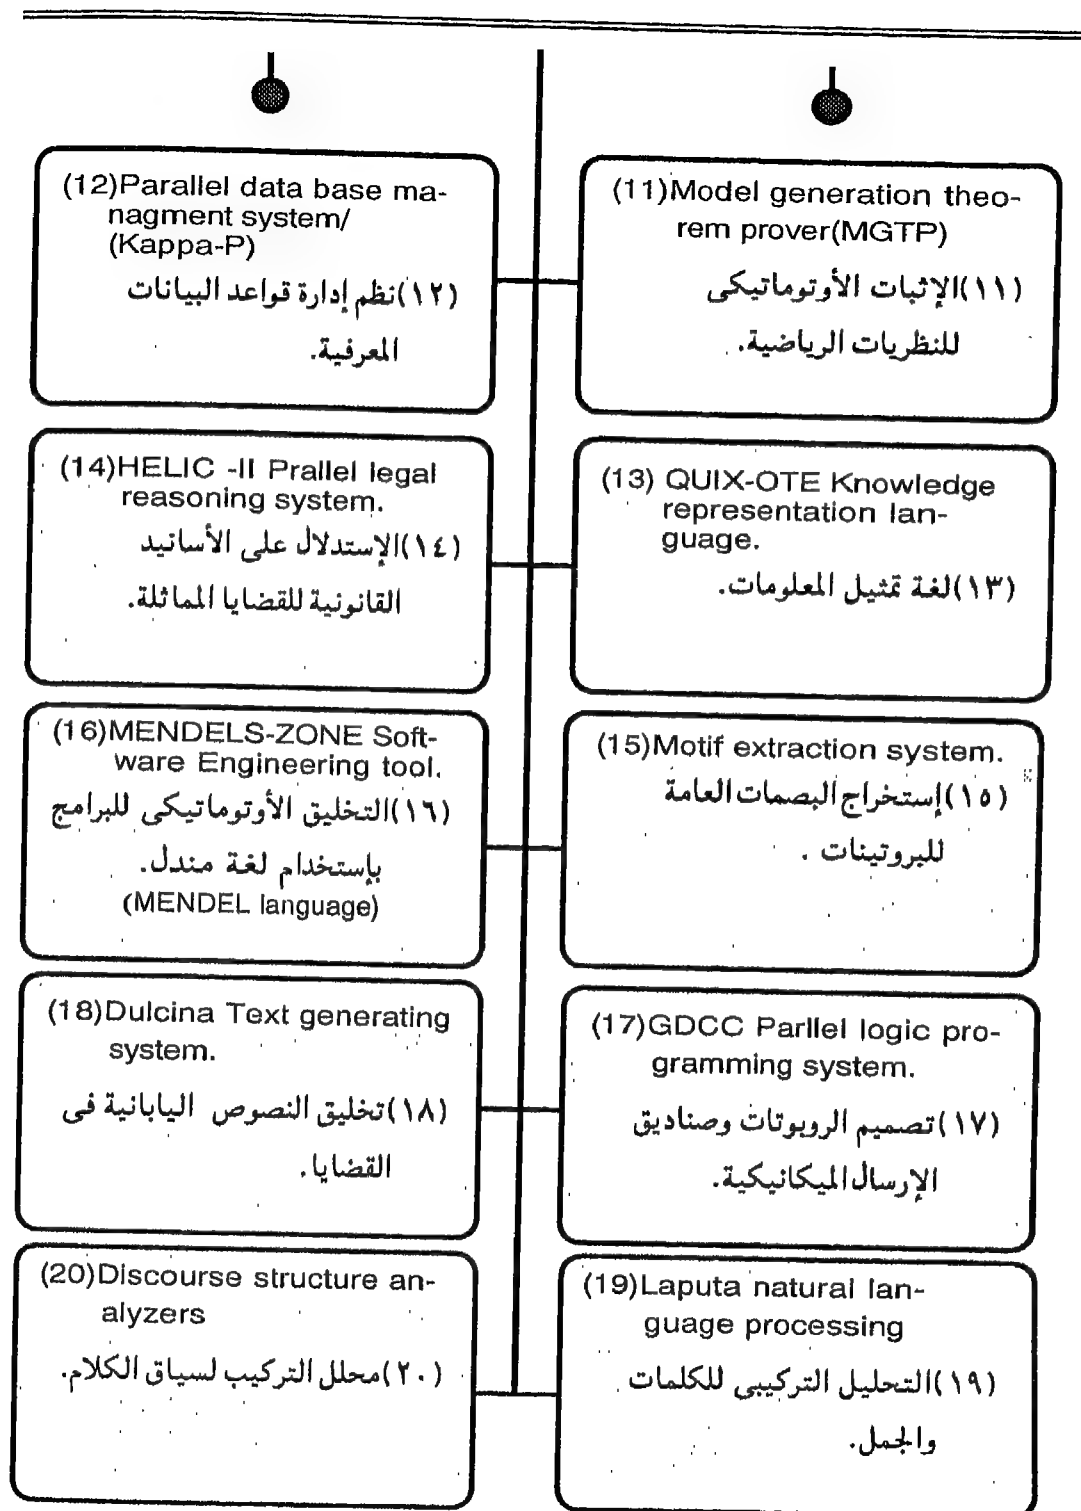 (11)Model generation theo-
rem prover(MGTP)
(١١)الإثبات الأوتوماتيكى
للنظريات الرياضية.
(12)Parallel data base ma-
nagment system/
(Kappa-P)
(١٢)نظم إدارة قواعد البيانات
المعرفية.
(13) QUIX-OTE Knowledge
representation lan-
guage.
(١٣)لغة تمثيل المعلومات.
(14)HELIC -II Prallel legal
reasoning system.
(١٤)الإستدلال على الأسانيد
القانونية للقضايا المماثلة.
(15)Motif extraction system.
(١٥)إستخراج البصمات العامة
للبروتينات .
(16)MENDELS-ZONE Soft-
ware Engineering tool.
(١٦)التخليق الأوتوماتيكى للبرامج
بإستخدام لغة مندل.
(MENDEL language)
(17)GDCC Parllel logic pro-
gramming system.
(١٧)تصميم الروبوتات وصناديق
الإرسال الميكانيكية.
(18)Dulcina Text generating
system.
(١٨)تخليق النصوص اليابانية فى
القضايا.
(19)Laputa natural lan-
guage processing
(١٩)التحليل التركيبى للكلمات
والجمل.
(20)Discourse structure an-
alyzers
(٢٠)محلل التركيب لسياق الكلام.